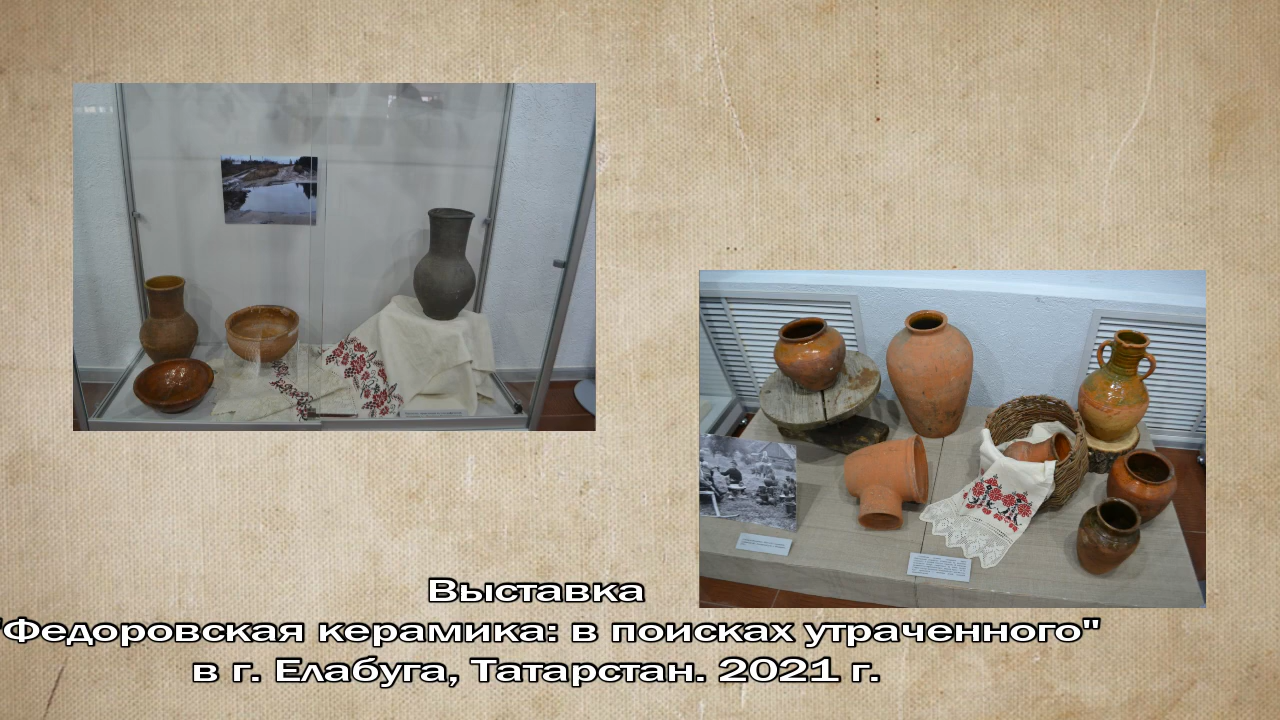 Выставка
"Федоровская керамика: в поисках утраченного"
в г. Елабуга, Татарстан. 2021 г.